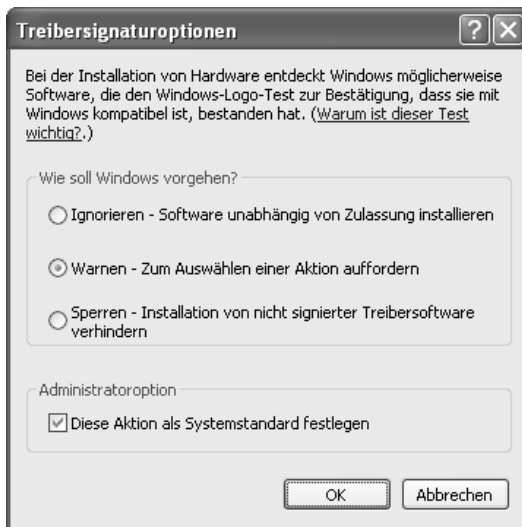 Treibersignaturoptionen
Bei der Installation von Hardware entdeckt Windows möglicherweise
Software, die den Windows-Logo-Test zur Bestätigung, dass sie mit
Windows kompatibel ist, bestanden hat. (Warum ist dieser Test
wichtig?.)
Wie soll Windows vorgehen?
Ignorieren - Software unabhängig von Zulassung installieren
Warnen - Zum Auswählen einer Aktion auffordern
Sperren - Installation von nicht signierter Treibersoftware
verhindern
Administratoroption
Diese Aktion als Systemstandard festlegen
OK Abbrechen